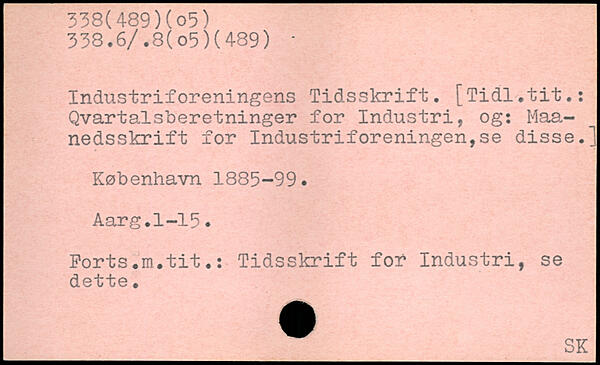 338(489)(o5)
338.6/.8(o5)(489)
Industriforeningens Tidsskrift. [Tidl.tit.:
Qvartalsberetninger for Industri, og: Maa-
nedsskrift for Industriforeningen,se disse.]
København 1885-99.
Aarg.1-15.
Forts.m.tit.: Tidsskrift for Industri, se
dette.
SK